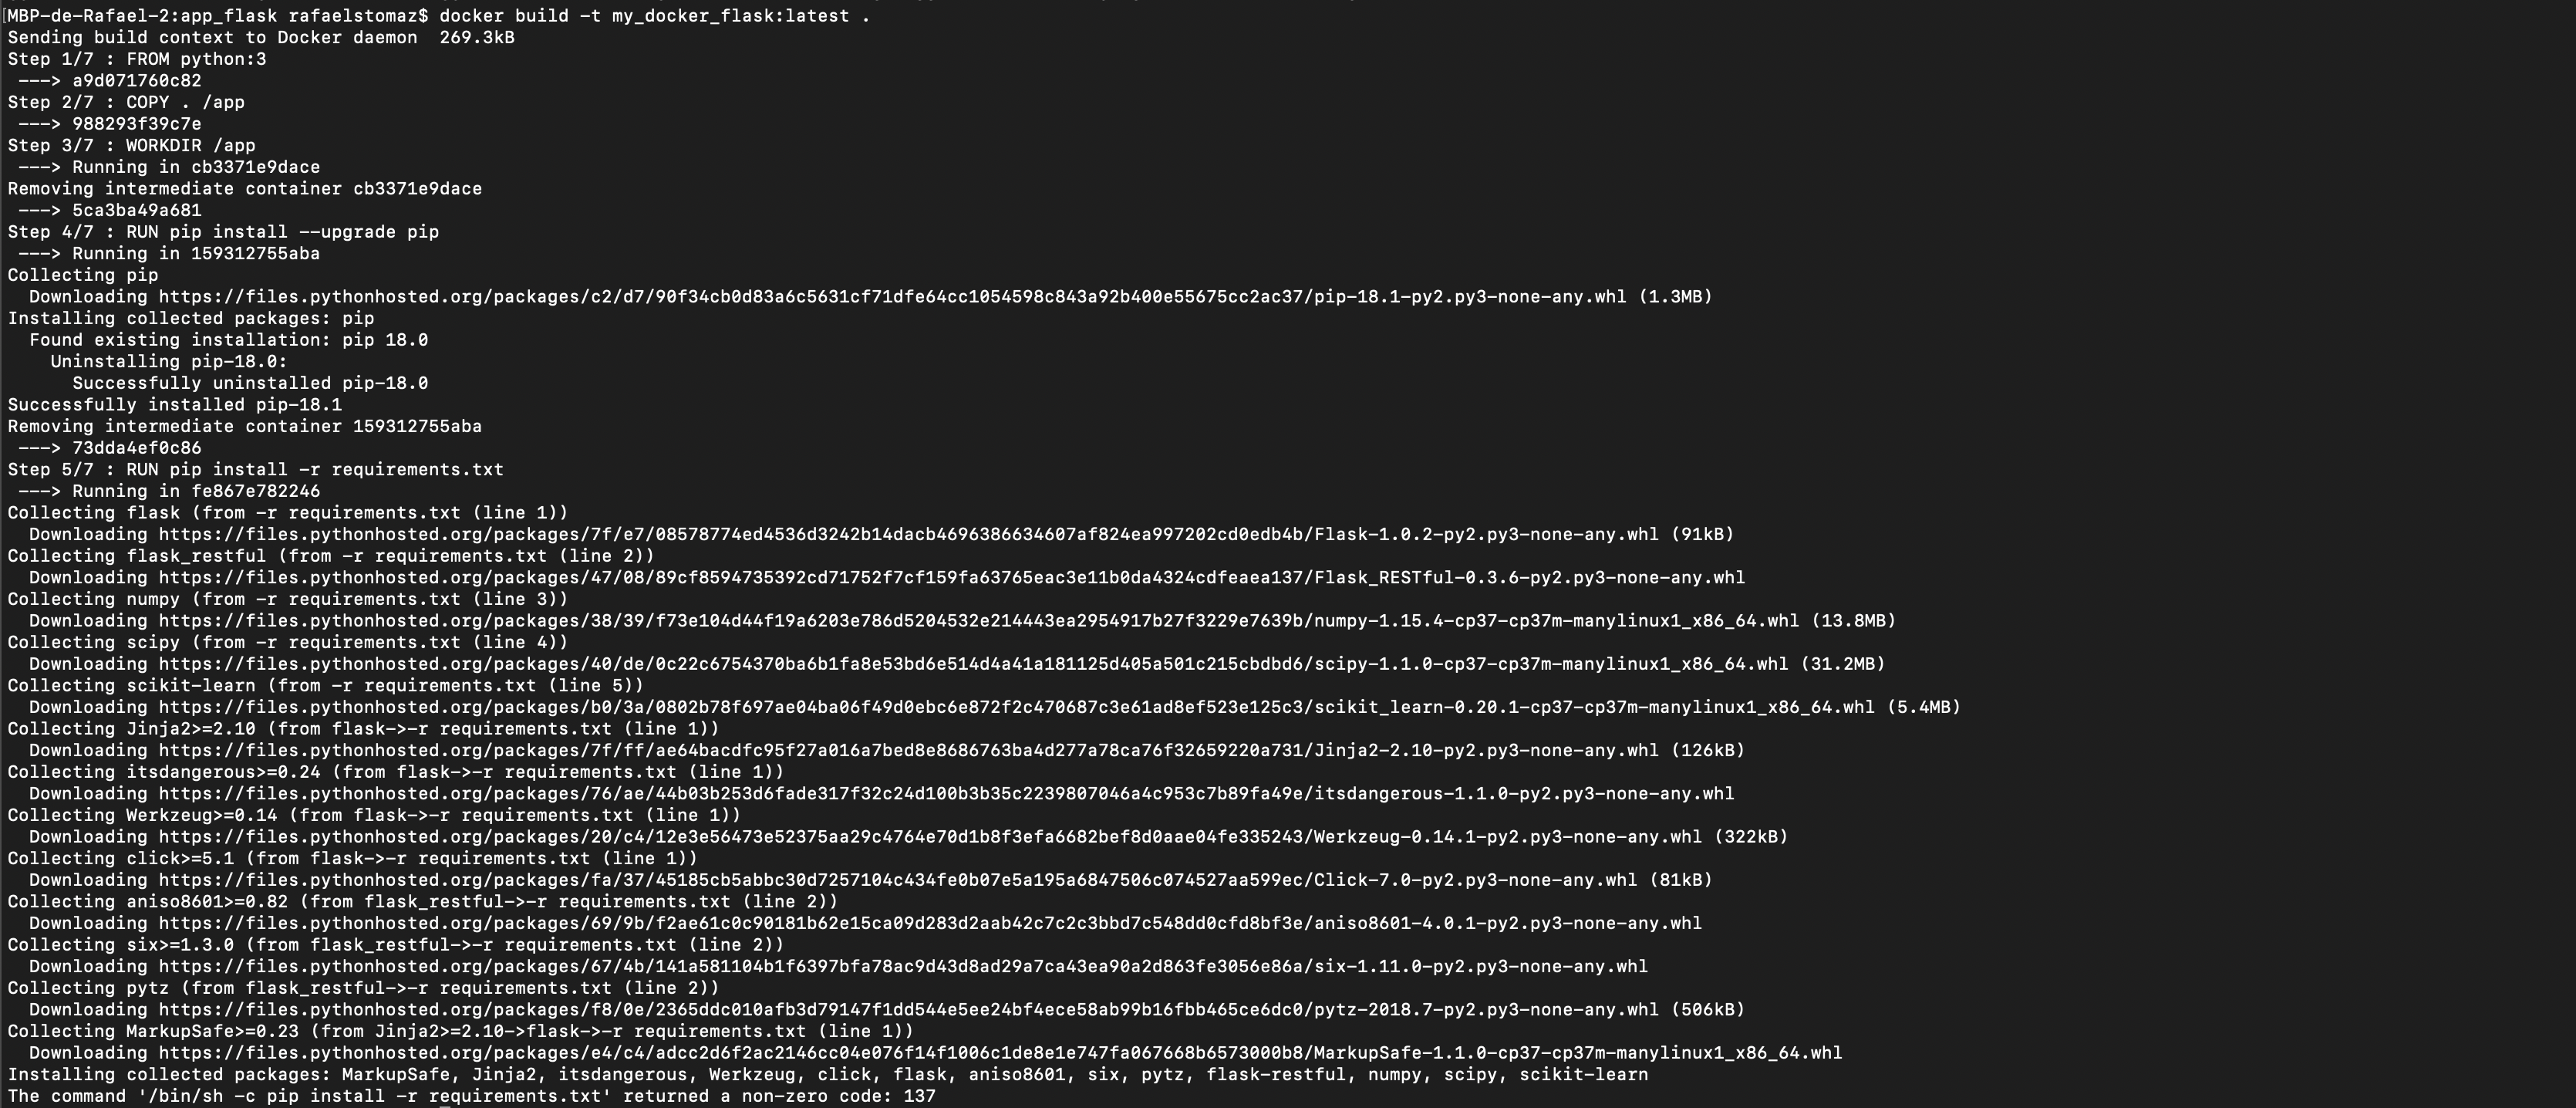 [MBP-de-Rafael-2:app_flask rafaelstomaz$ docker build -t my_docker_flask:latest .
Sending build context to Docker daemon  269.3kB
Step 1/7 : FROM python:3
 ---> a9d071760c82
Step 2/7 : COPY . /app
 ---> 988293f39c7e
Step 3/7 : WORKDIR /app
 ---> Running in cb3371e9dace
Removing intermediate container cb3371e9dace
 ---> 5ca3ba49a681
Step 4/7 : RUN pip install --upgrade pip
 ---> Running in 159312755aba
Collecting pip
  Downloading https://files.pythonhosted.org/packages/c2/d7/90f34cb0d83a6c5631cf71dfe64cc1054598c843a92b400e55675cc2ac37/pip-18.1-py2.py3-none-any.whl (1.3MB)
Installing collected packages: pip
  Found existing installation: pip 18.0
    Uninstalling pip-18.0:
      Successfully uninstalled pip-18.0
Successfully installed pip-18.1
Removing intermediate container 159312755aba
 ---> 73dda4ef0c86
Step 5/7 : RUN pip install -r requirements.txt
 ---> Running in fe867e782246
Collecting flask (from -r requirements.txt (line 1))
  Downloading https://files.pythonhosted.org/packages/7f/e7/08578774ed4536d3242b14dacb4696386634607af824ea997202cd0edb4b/Flask-1.0.2-py2.py3-none-any.whl (91kB)
Collecting flask_restful (from -r requirements.txt (line 2))
  Downloading https://files.pythonhosted.org/packages/47/08/89cf8594735392cd71752f7cf159fa63765eac3e11b0da4324cdfeaea137/Flask_RESTful-0.3.6-py2.py3-none-any.whl
Collecting numpy (from -r requirements.txt (line 3))
  Downloading https://files.pythonhosted.org/packages/38/39/f73e104d44f19a6203e786d5204532e214443ea2954917b27f3229e7639b/numpy-1.15.4-cp37-cp37m-manylinux1_x86_64.whl (13.8MB)
Collecting scipy (from -r requirements.txt (line 4))
  Downloading https://files.pythonhosted.org/packages/40/de/0c22c6754370ba6b1fa8e53bd6e514d4a41a181125d405a501c215cbdbd6/scipy-1.1.0-cp37-cp37m-manylinux1_x86_64.whl (31.2MB)
Collecting scikit-learn (from -r requirements.txt (line 5))
  Downloading https://files.pythonhosted.org/packages/b0/3a/0802b78f697ae04ba06f49d0ebc6e872f2c470687c3e61ad8ef523e125c3/scikit_learn-0.20.1-cp37-cp37m-manylinux1_x86_64.whl (5.4MB)
Collecting Jinja2>=2.10 (from flask->-r requirements.txt (line 1))
  Downloading https://files.pythonhosted.org/packages/7f/ff/ae64bacdfc95f27a016a7bed8e8686763ba4d277a78ca76f32659220a731/Jinja2-2.10-py2.py3-none-any.whl (126kB)
Collecting itsdangerous>=0.24 (from flask->-r requirements.txt (line 1))
  Downloading https://files.pythonhosted.org/packages/76/ae/44b03b253d6fade317f32c24d100b3b35c2239807046a4c953c7b89fa49e/itsdangerous-1.1.0-py2.py3-none-any.whl
Collecting Werkzeug>=0.14 (from flask->-r requirements.txt (line 1))
  Downloading https://files.pythonhosted.org/packages/20/c4/12e3e56473e52375aa29c4764e70d1b8f3efa6682bef8d0aae04fe335243/Werkzeug-0.14.1-py2.py3-none-any.whl (322kB)
Collecting click>=5.1 (from flask->-r requirements.txt (line 1))
  Downloading https://files.pythonhosted.org/packages/fa/37/45185cb5abbc30d7257104c434fe0b07e5a195a6847506c074527aa599ec/Click-7.0-py2.py3-none-any.whl (81kB)
Collecting aniso8601>=0.82 (from flask_restful->-r requirements.txt (line 2))
  Downloading https://files.pythonhosted.org/packages/69/9b/f2ae61c0c90181b62e15ca09d283d2aab42c7c2c3bbd7c548dd0cfd8bf3e/aniso8601-4.0.1-py2.py3-none-any.whl
Collecting six>=1.3.0 (from flask_restful->-r requirements.txt (line 2))
  Downloading https://files.pythonhosted.org/packages/67/4b/141a581104b1f6397bfa78ac9d43d8ad29a7ca43ea90a2d863fe3056e86a/six-1.11.0-py2.py3-none-any.whl
Collecting pytz (from flask_restful->-r requirements.txt (line 2))
  Downloading https://files.pythonhosted.org/packages/f8/0e/2365ddc010afb3d79147f1dd544e5ee24bf4ece58ab99b16fbb465ce6dc0/pytz-2018.7-py2.py3-none-any.whl (506kB)
Collecting MarkupSafe>=0.23 (from Jinja2>=2.10->flask->-r requirements.txt (line 1))
  Downloading https://files.pythonhosted.org/packages/e4/c4/adcc2d6f2ac2146cc04e076f14f1006c1de8e1e747fa067668b6573000b8/MarkupSafe-1.1.0-cp37-cp37m-manylinux1_x86_64.whl
Installing collected packages: MarkupSafe, Jinja2, itsdangerous, Werkzeug, click, flask, aniso8601, six, pytz, flask-restful, numpy, scipy, scikit-learn
The command '/bin/sh -c pip install -r requirements.txt' returned a non-zero code: 137